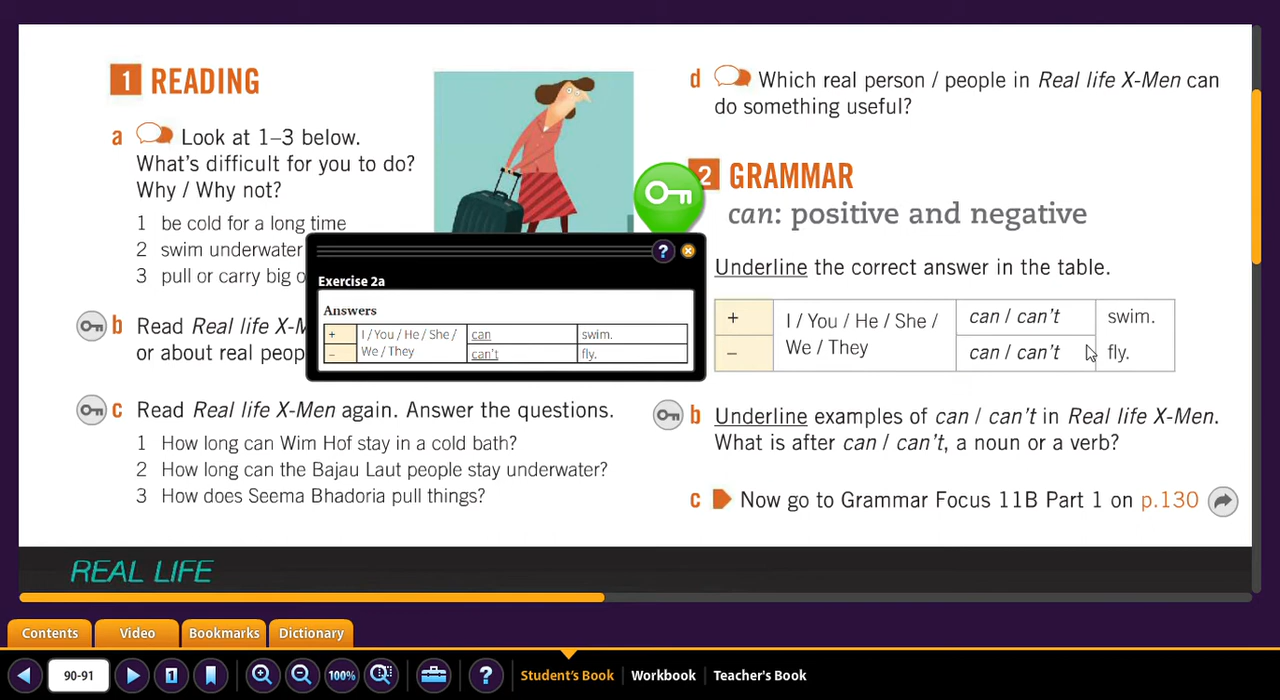 1 READING
a Look at 1–3 below.
What's difficult for you to do?
Why / Why not?
1 be cold for a long time
2 swim underwater
3 pull or carry big o
b Read Real life X-M
or about real peop
c Read Real life X-Men again. Answer the questions.
1 How long can Wim Hof stay in a cold bath?
2 How long can the Bajau Laut people stay underwater?
3 How does Seema Bhadoria pull things?
?
Exercise 2a
Answers
+ I / You / He / She / can swim.
– We / They can't fly.
d Which real person / people in Real life X-Men can
do something useful?
2 GRAMMAR
can: positive and negative
Underline the correct answer in the table.
+ I / You / He / She / can / can't swim.
– We / They can / can't fly.
b Underline examples of can / can't in Real life X-Men.
What is after can / can't, a noun or a verb?
c Now go to Grammar Focus 11B Part 1 on p.130
REAL LIFE
Contents Video Bookmarks Dictionary
90-91 1 100% ? Student's Book Workbook Teacher's Book